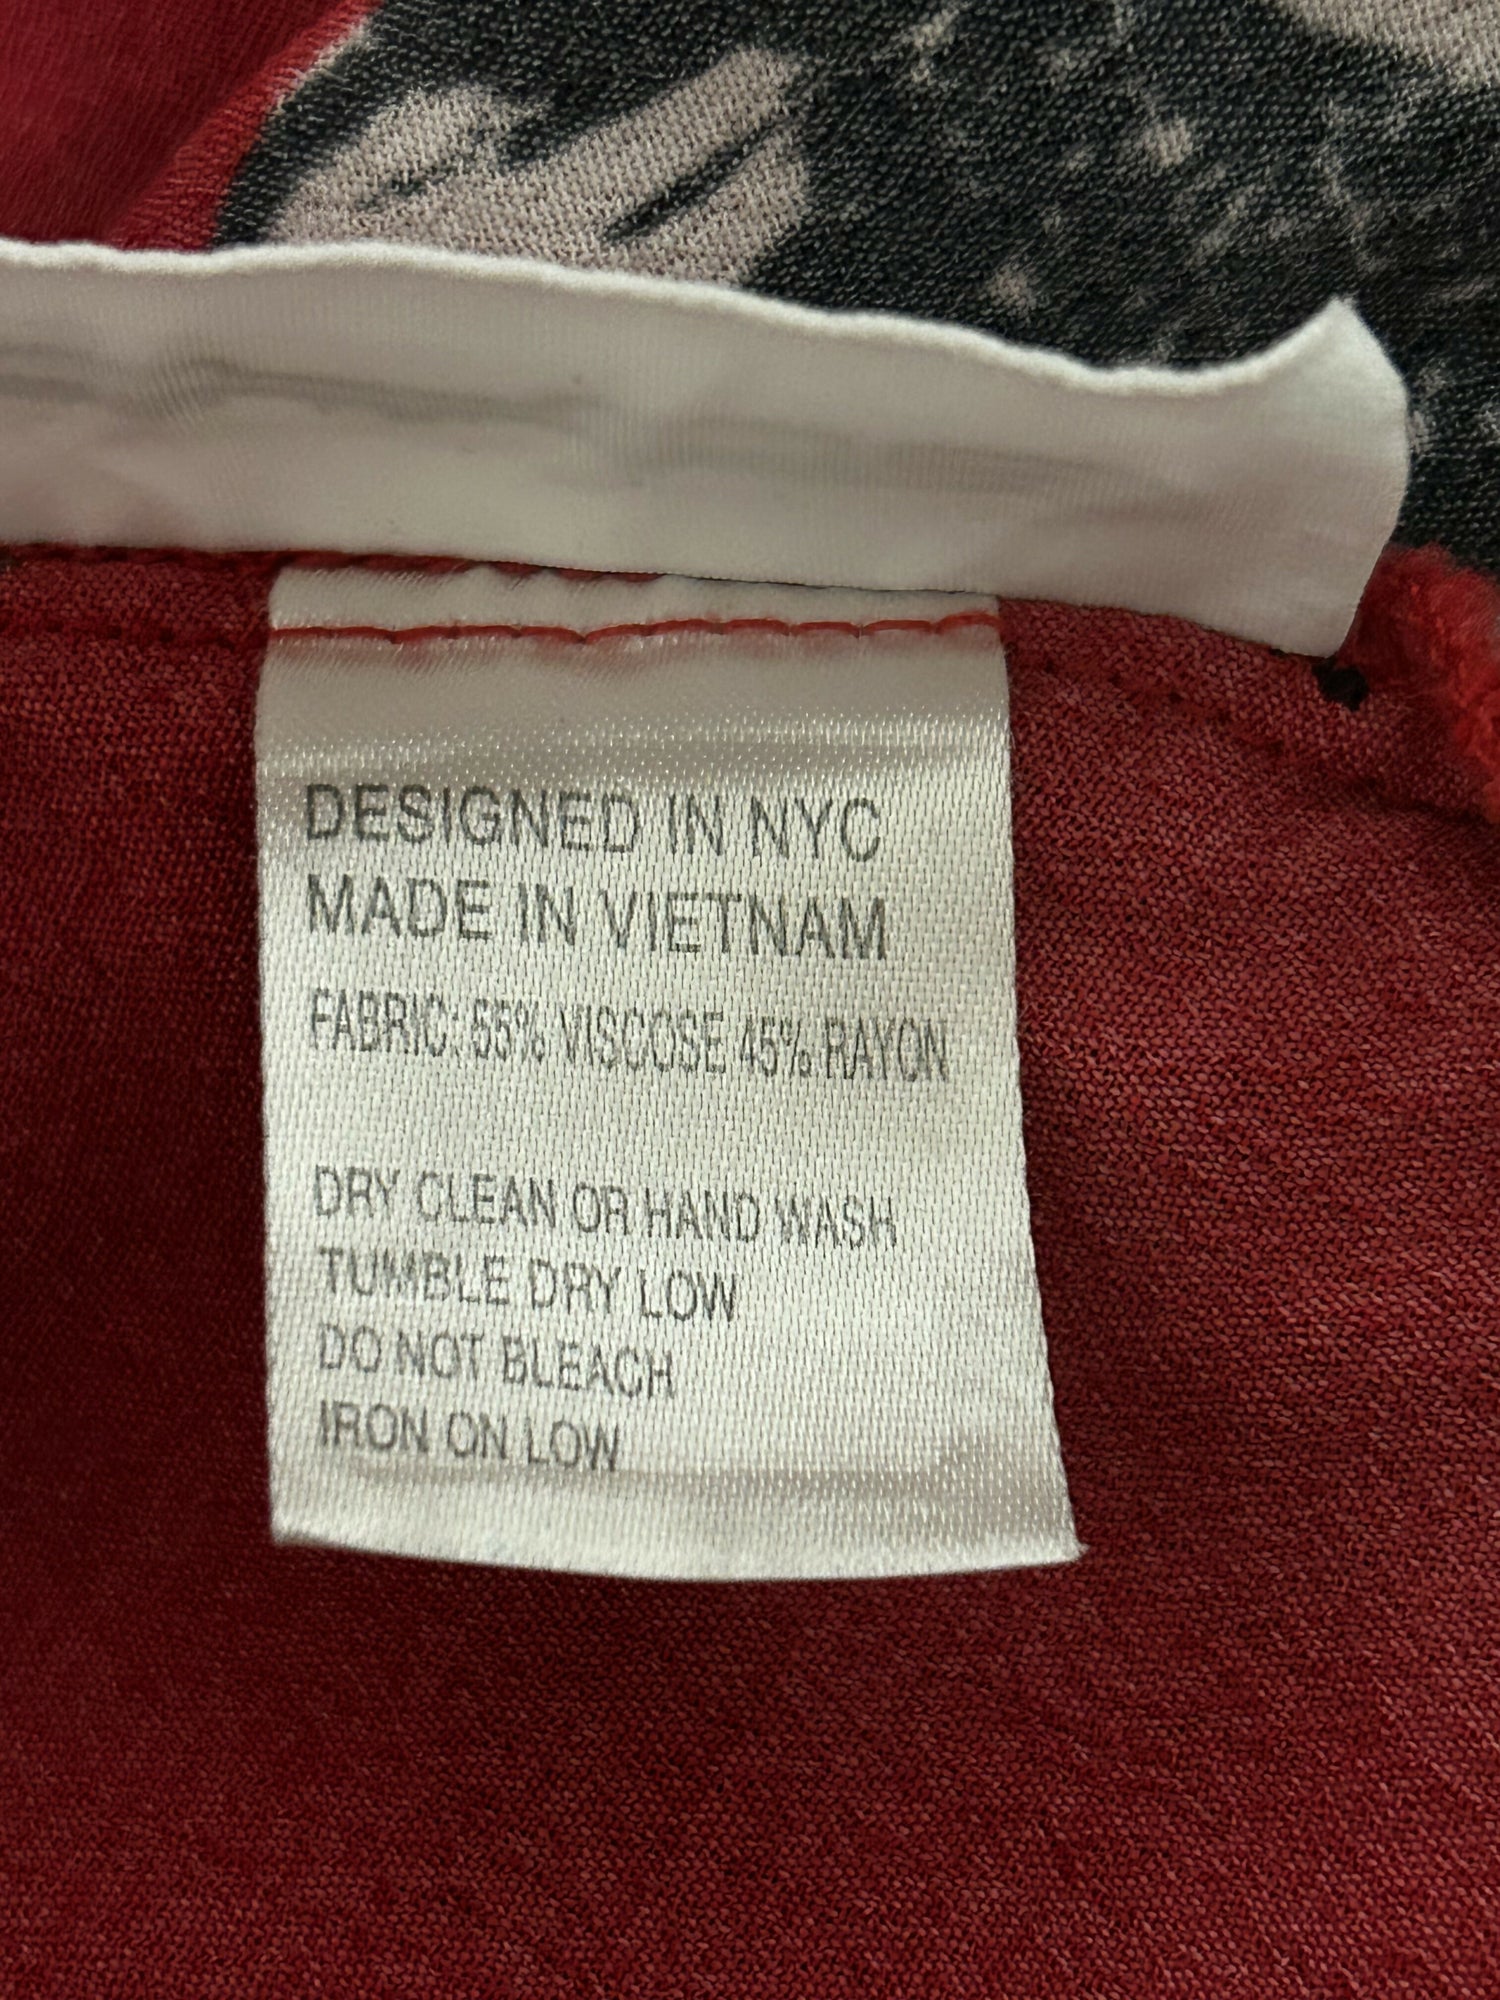 DESIGNED IN NYC
MADE IN VIETNAM
FABRIC: 55% VISCOSE 45% RAYON
DRY CLEAN OR HAND WASH
TUMBLE DRY LOW
DO NOT BLEACH
IRON ON LOW